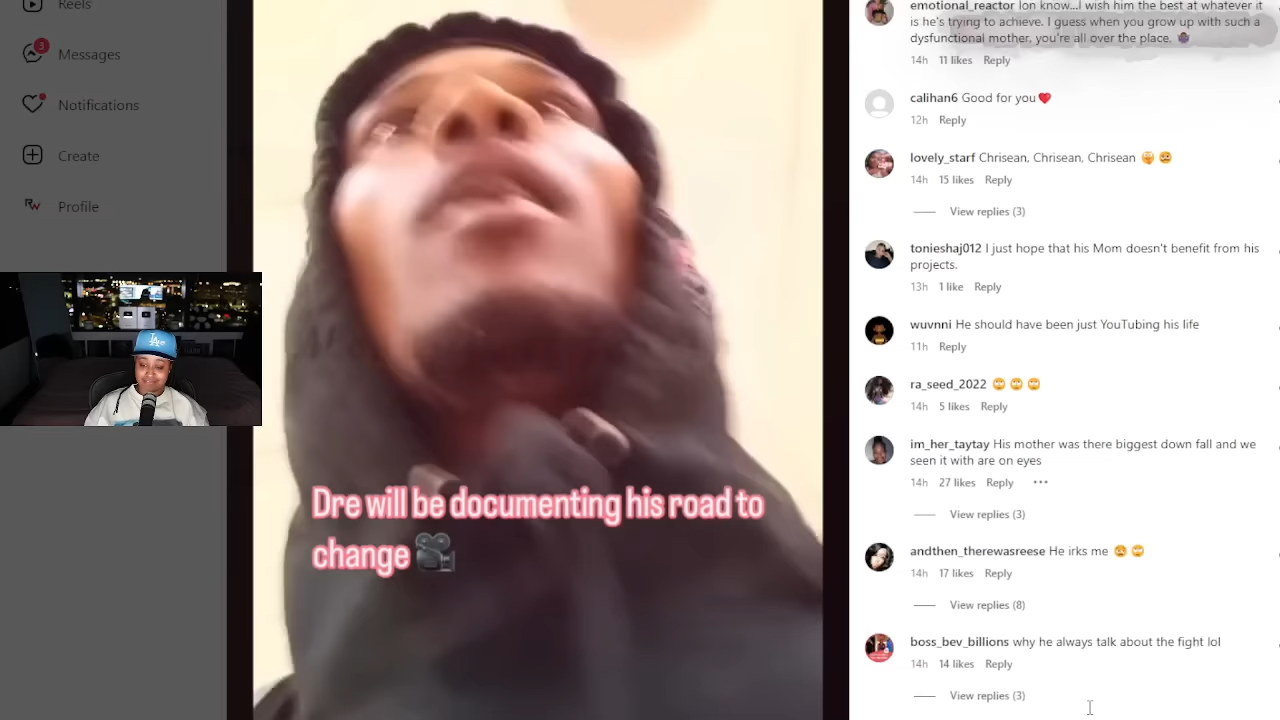 Reels
3
Messages
Notifications
Create
RW Profile
LA
Dre will be documenting his road to
change 🎥
emotional_reactor Ion know...I wish him the best at whatever it
is he's trying to achieve. I guess when you grow up with such a
dysfunctional mother, you're all over the place. 🤷🏿‍♀️
14h 11 likes Reply
calihan6 Good for you❤️
12h Reply
lovely_starf Chrisean, Chrisean, Chrisean
14h 15 likes Reply
View replies (3)
tonieshaj012 I just hope that his Mom doesn't benefit from his
projects.
13h 1 like Reply
wuvnni He should have been just YouTubing his life
11h Reply
ra_seed_2022 🙄 🙄 🙄
14h 5 likes Reply
im_her_taytay His mother was there biggest down fall and we
seen it with are on eyes
14h 27 likes Reply •••
View replies (3)
andthen_therewasreese He irks me
14h 17 likes Reply
View replies (8)
boss_bev_billions why he always talk about the fight lol
14h 14 likes Reply
View replies (3)